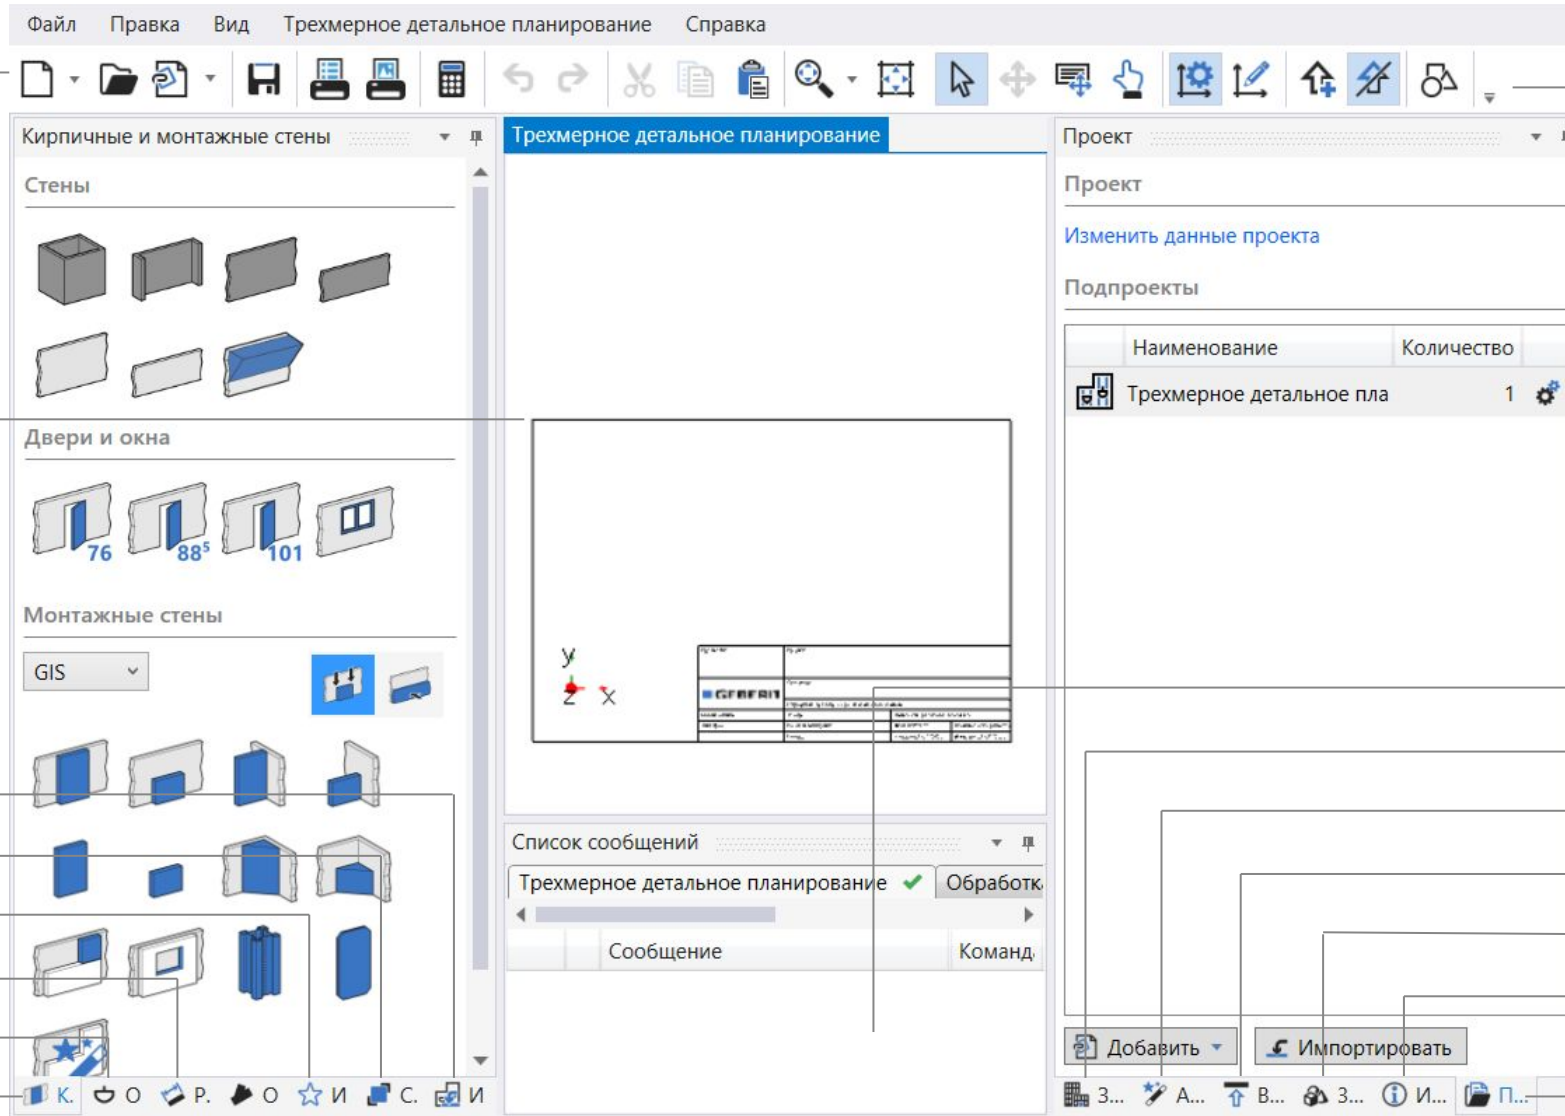 Файл Правка Вид Трехмерное детальное планирование Справка
Кирпичные и монтажные стены
Стены
Двери и окна
76 88⁵ 101
Монтажные стены
GIS
К. О Р. О И С. И
Трехмерное детальное планирование
y
z x
GEBERIT
Список сообщений
Трехмерное детальное планирование Обработк
Сообщение Команд
Проект
Проект
Изменить данные проекта
Подпроекты
Наименование Количество
Трехмерное детальное пла 1
Добавить Импортировать
З... А... В... З... И... П...